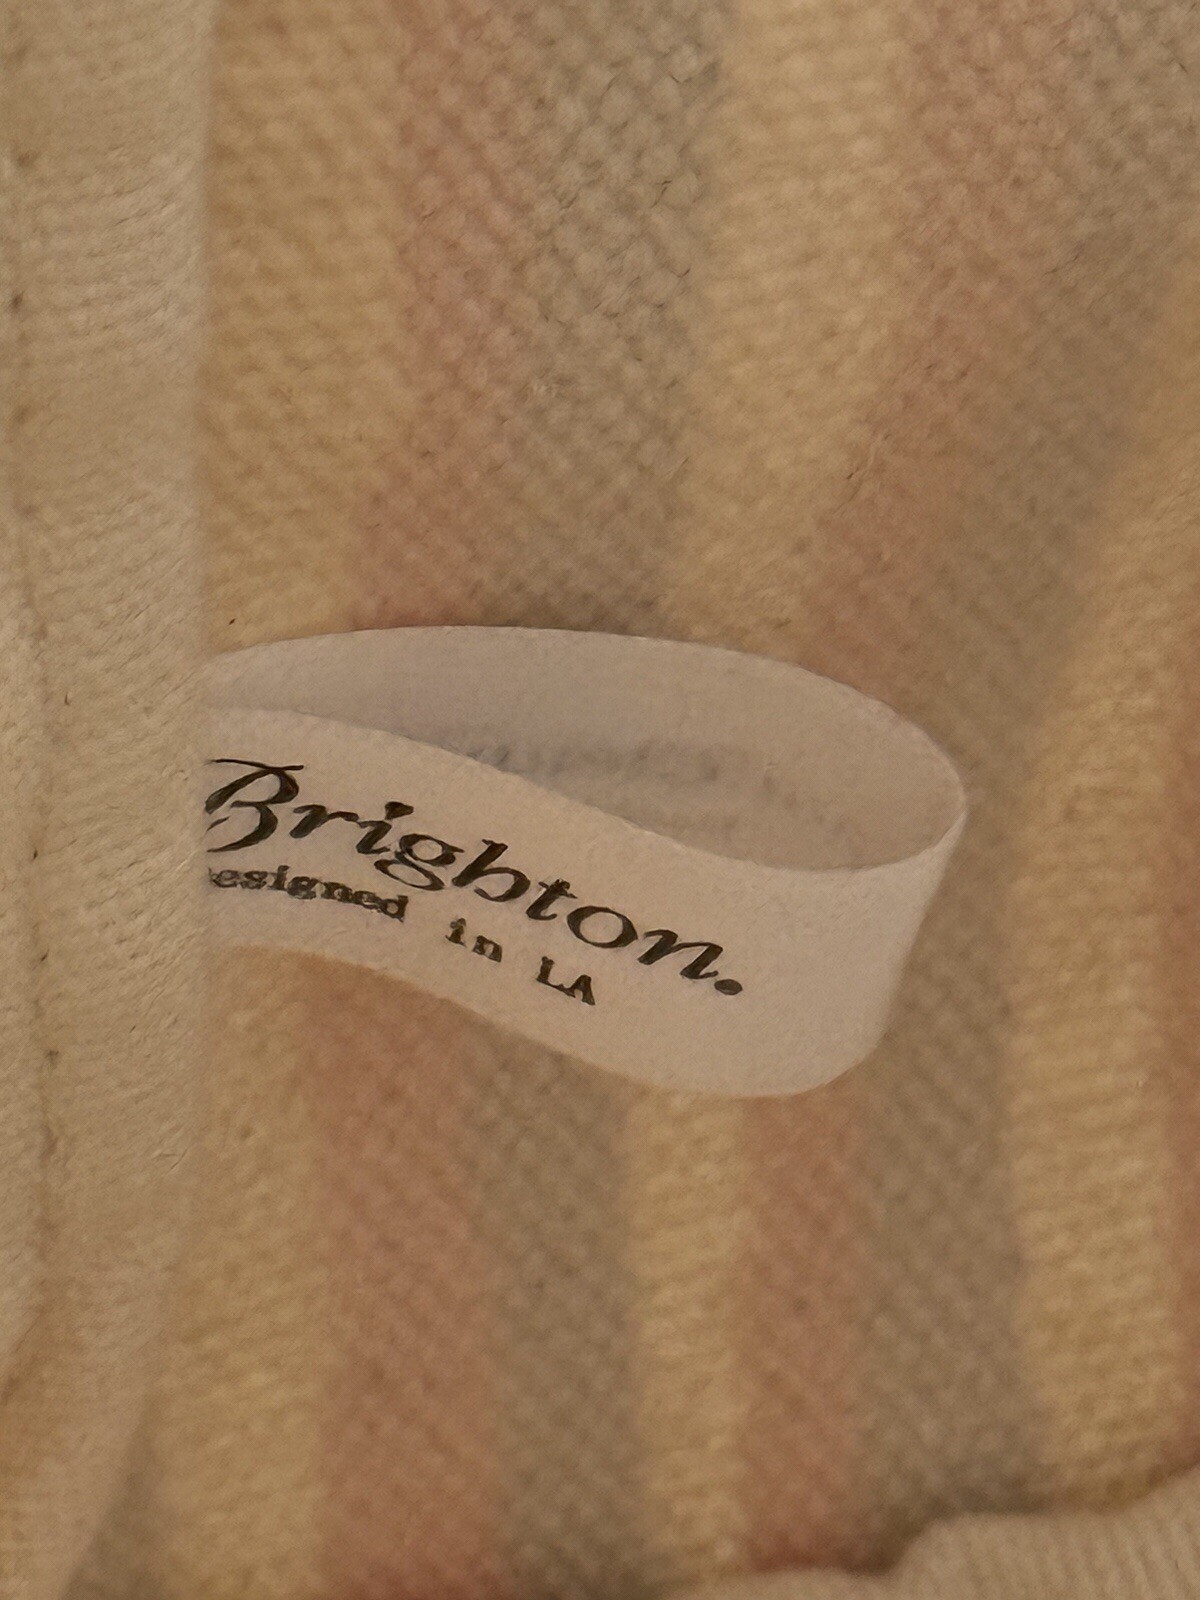 Brighton.
esigned in LA